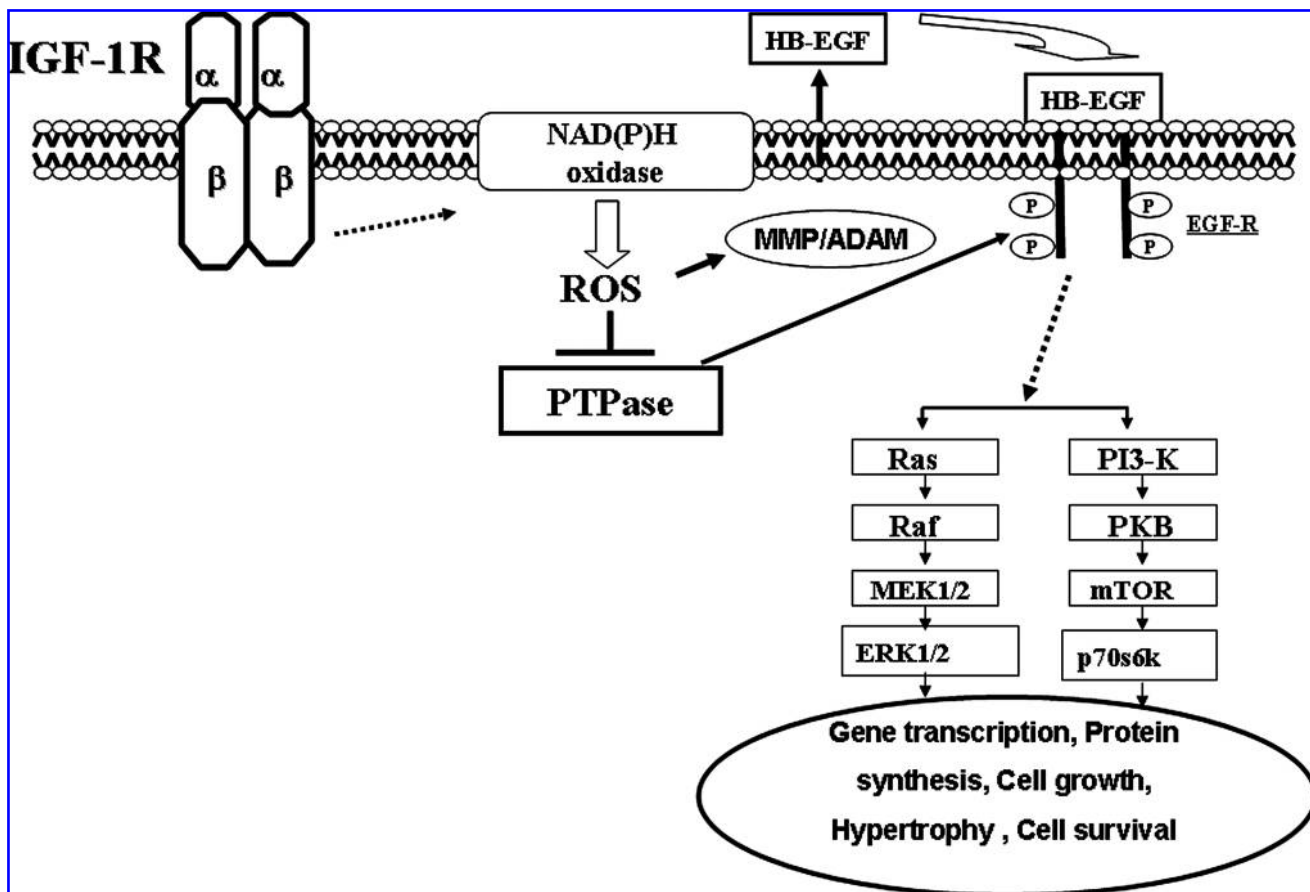 IGF-1R
α
α
β
β
NAD(P)H
oxidase
HB-EGF
HB-EGF
P
P
P
P
EGF-R
MMP/ADAM
ROS
PTPase
Ras
PI3-K
Raf
PKB
MEK1/2
mTOR
ERK1/2
p70s6k
Gene transcription, Protein
synthesis, Cell growth,
Hypertrophy , Cell survival